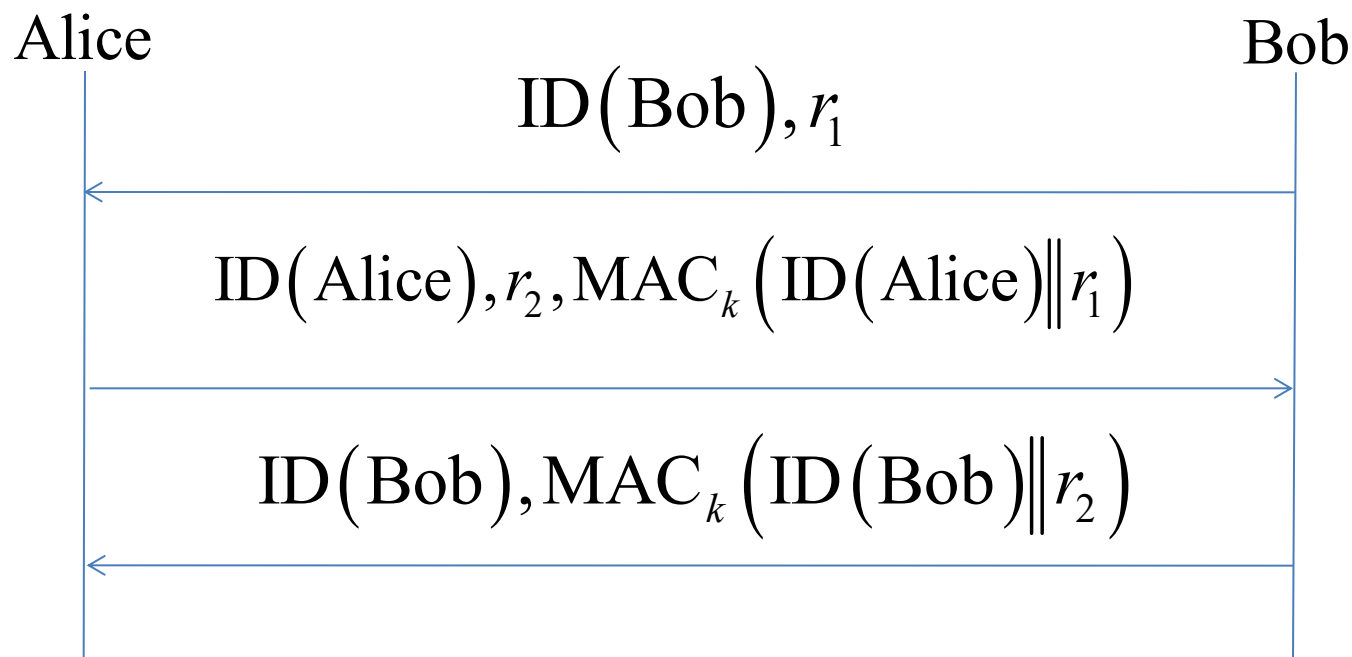 Alice Bob
ID(Bob), r₁
ID(Alice), r₂, MACₖ(ID(Alice)‖r₁)
ID(Bob), MACₖ(ID(Bob)‖r₂)